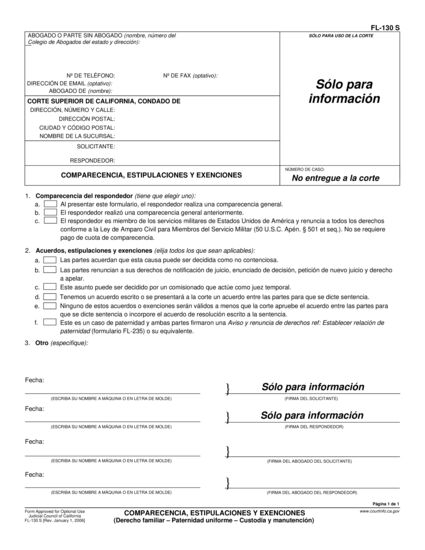 FL-130 S
ABOGADO O PARTE SIN ABOGADO (nombre, número del
Colegio de Abogados del estado y dirección):
SÓLO PARA USO DE LA CORTE
Nº DE TELÉFONO:
Nº DE FAX (optativo):
DIRECCIÓN DE EMAIL (optativo):
ABOGADO DE (nombre):
Sólo para
información
CORTE SUPERIOR DE CALIFORNIA, CONDADO DE
DIRECCIÓN, NÚMERO Y CALLE:
DIRECCIÓN POSTAL:
CIUDAD Y CÓDIGO POSTAL:
NOMBRE DE LA SUCURSAL:
SOLICITANTE:
RESPONDEDOR:
COMPARECENCIA, ESTIPULACIONES Y EXENCIONES
NÚMERO DE CASO:
No entregue a la corte
1. Comparecencia del respondedor (tiene que elegir uno):
a. Al presentar este formulario, el respondedor realiza una comparecencia general.
b. El respondedor realizó una comparecencia general anteriormente.
c. El respondedor es miembro de los servicios militares de Estados Unidos de América y renuncia a todos los derechos
conforme a la Ley de Amparo Civil para Miembros del Servicio Militar (50 U.S.C. Apén. § 501 et seq.). No se requiere
pago de cuota de comparecencia.
2. Acuerdos, estipulaciones y exenciones (elija todos los que sean aplicables):
a. Las partes acuerdan que esta causa puede ser decidida como no contenciosa.
b. Las partes renuncian a sus derechos de notificación de juicio, enunciado de decisión, petición de nuevo juicio y derecho
a apelar.
c. Este asunto puede ser decidido por un comisionado que actúe como juez temporal.
d. Tenemos un acuerdo escrito o se presentará a la corte un acuerdo entre las partes para que se dicte sentencia.
e. Ninguno de estos acuerdos o exenciones serán válidos a menos que la corte apruebe el acuerdo entre las partes para
que se dicte sentencia o incorpore el acuerdo de resolución escrito a la sentencia.
f. Este es un caso de paternidad y ambas partes firmaron una Aviso y renuncia de derechos ref: Establecer relación de
paternidad (formulario FL-235) o su equivalente.
3. Otro (especifique):
Fecha:
Sólo para información
(ESCRIBA SU NOMBRE A MÁQUINA O EN LETRA DE MOLDE)
(FIRMA DEL SOLICITANTE)
Fecha:
Sólo para información
(ESCRIBA SU NOMBRE A MÁQUINA O EN LETRA DE MOLDE)
(FIRMA DEL RESPONDEDOR)
Fecha:
(ESCRIBA SU NOMBRE A MÁQUINA O EN LETRA DE MOLDE)
(FIRMA DEL ABOGADO DEL SOLICITANTE)
Fecha:
(ESCRIBA SU NOMBRE A MÁQUINA O EN LETRA DE MOLDE)
(FIRMA DEL ABOGADO DEL RESPONDEDOR)
Página 1 de 1
Form Approved for Optional Use
Judicial Council of California
FL-130 S [Rev. January 1, 2006]
COMPARECENCIA, ESTIPULACIONES Y EXENCIONES
(Derecho familiar – Paternidad uniforme – Custodia y manutención)
www.courtinfo.ca.gov